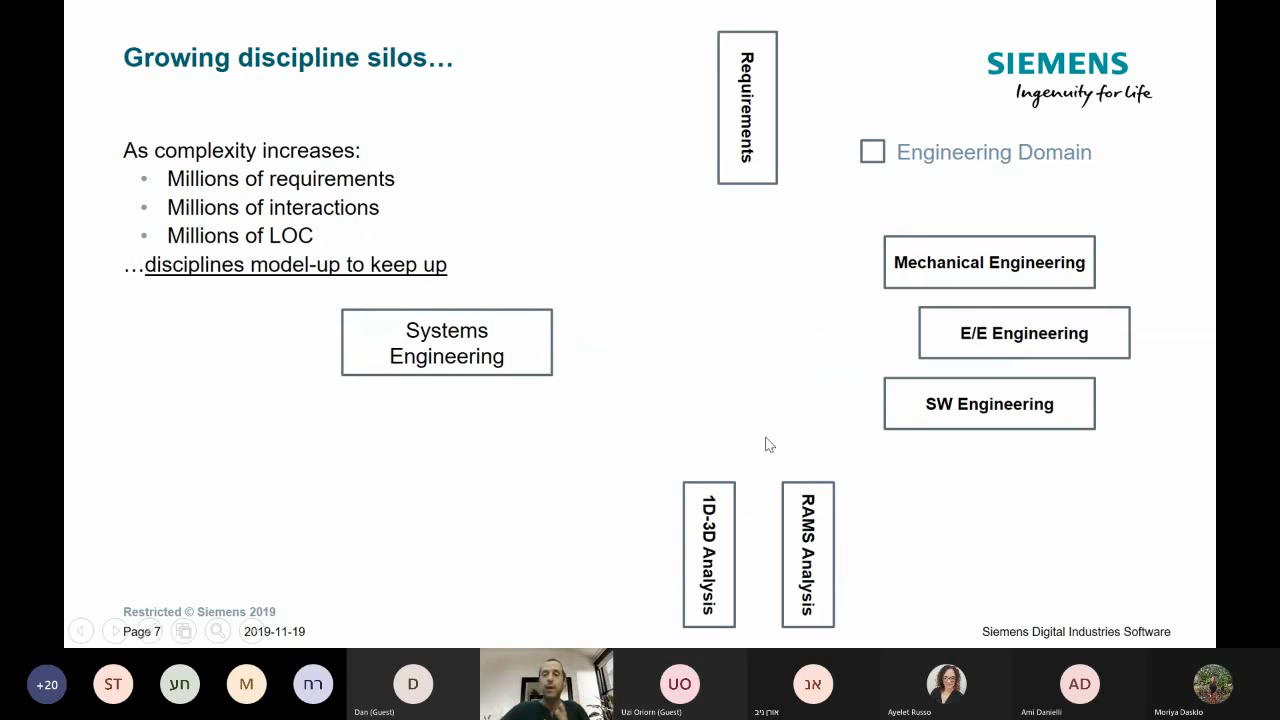 Growing discipline silos…
Requirements
SIEMENS
Ingenuity for life
As complexity increases:
• Millions of requirements
• Millions of interactions
• Millions of LOC
…disciplines model-up to keep up
Engineering Domain
Mechanical Engineering
Systems
Engineering
E/E Engineering
SW Engineering
1D-3D Analysis
RAMS Analysis
Restricted © Siemens 2019
Page 7
2019-11-19
Siemens Digital Industries Software
+20
ST
חע
M
רח
D
UO
אנ
AD
Dan (Guest)
Uzi Oriorn (Guest)
אורן ניב
Ayelet Russo
Ami Danielli
Moriya Dasklo